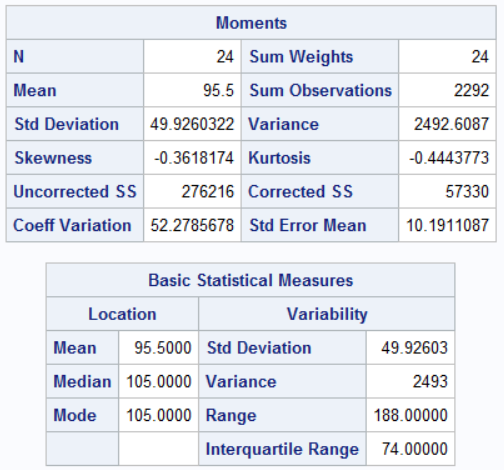 Moments
N 24 Sum Weights 24
Mean 95.5 Sum Observations 2292
Std Deviation 49.9260322 Variance 2492.6087
Skewness -0.3618174 Kurtosis -0.4443773
Uncorrected SS 276216 Corrected SS 57330
Coeff Variation 52.2785678 Std Error Mean 10.1911087
Basic Statistical Measures
Location Variability
Mean 95.5000 Std Deviation 49.92603
Median 105.0000 Variance 2493
Mode 105.0000 Range 188.00000
Interquartile Range 74.00000